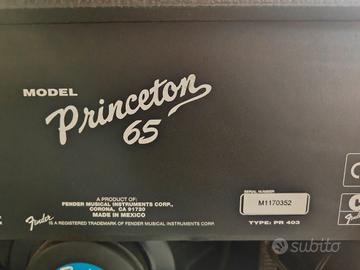 MODEL
Princeton
65
A PRODUCT OF:
FENDER MUSICAL INSTRUMENTS CORP.
CORONA, CA 91720
MADE IN MEXICO
Fender IS A REGISTERED TRADEMARK OF FENDER MUSICAL INSTRUMENTS CORP.
SERIAL NUMBER
M1170352
TYPE: PR 403
subito